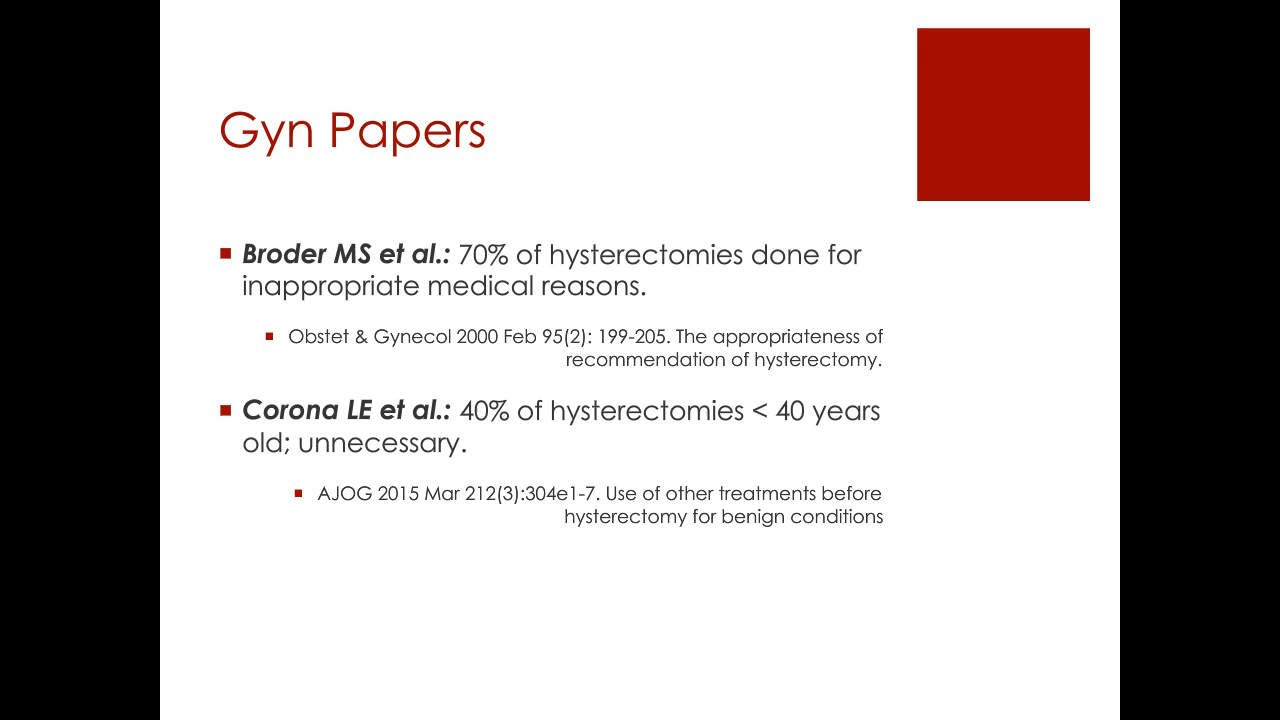 Gyn Papers
Broder MS et al.: 70% of hysterectomies done for
inappropriate medical reasons.
Obstet & Gynecol 2000 Feb 95(2): 199-205. The appropriateness of
recommendation of hysterectomy.
Corona LE et al.: 40% of hysterectomies < 40 years
old; unnecessary.
AJOG 2015 Mar 212(3):304e1-7. Use of other treatments before
hysterectomy for benign conditions